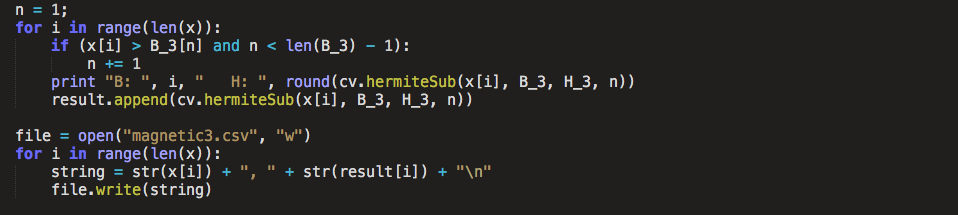 n = 1;
for i in range(len(x)):
    if (x[i] > B_3[n] and n < len(B_3) - 1):
        n += 1
    print "B: ", i, "   H: ", round(cv.hermiteSub(x[i], B_3, H_3, n))
    result.append(cv.hermiteSub(x[i], B_3, H_3, n))

file = open("magnetic3.csv", "w")
for i in range(len(x)):
    string = str(x[i]) + ", " + str(result[i]) + "\n"
    file.write(string)